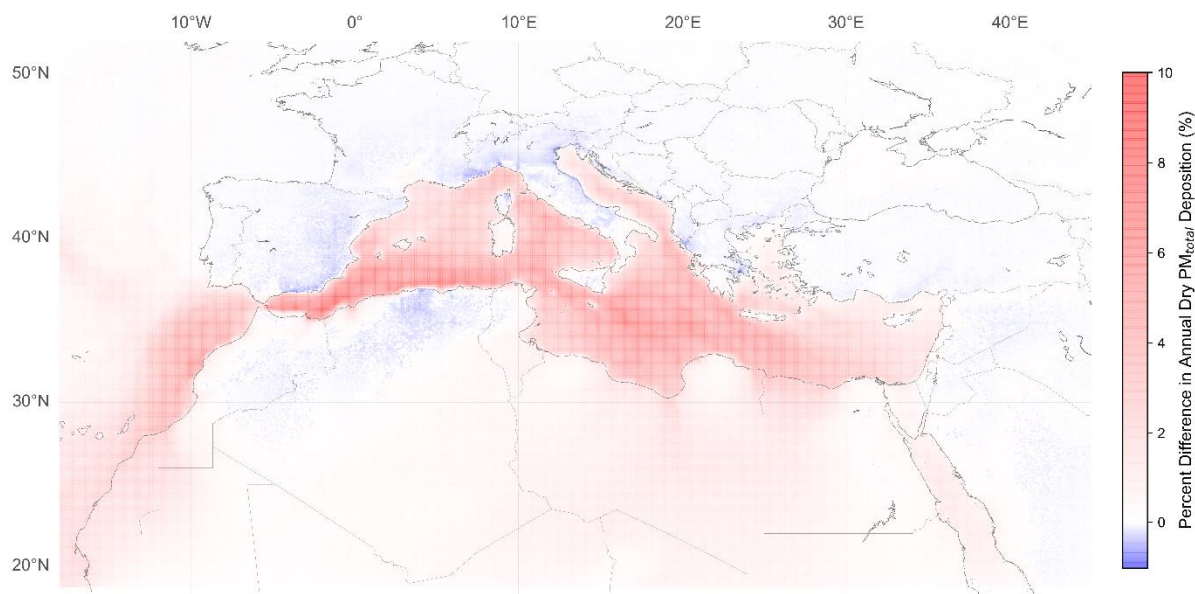 10°W 0° 10°E 20°E 30°E 40°E
50°N
40°N
30°N
20°N
10
8
6
4
2
0
Percent Difference in Annual Dry PMtotal Deposition (%)